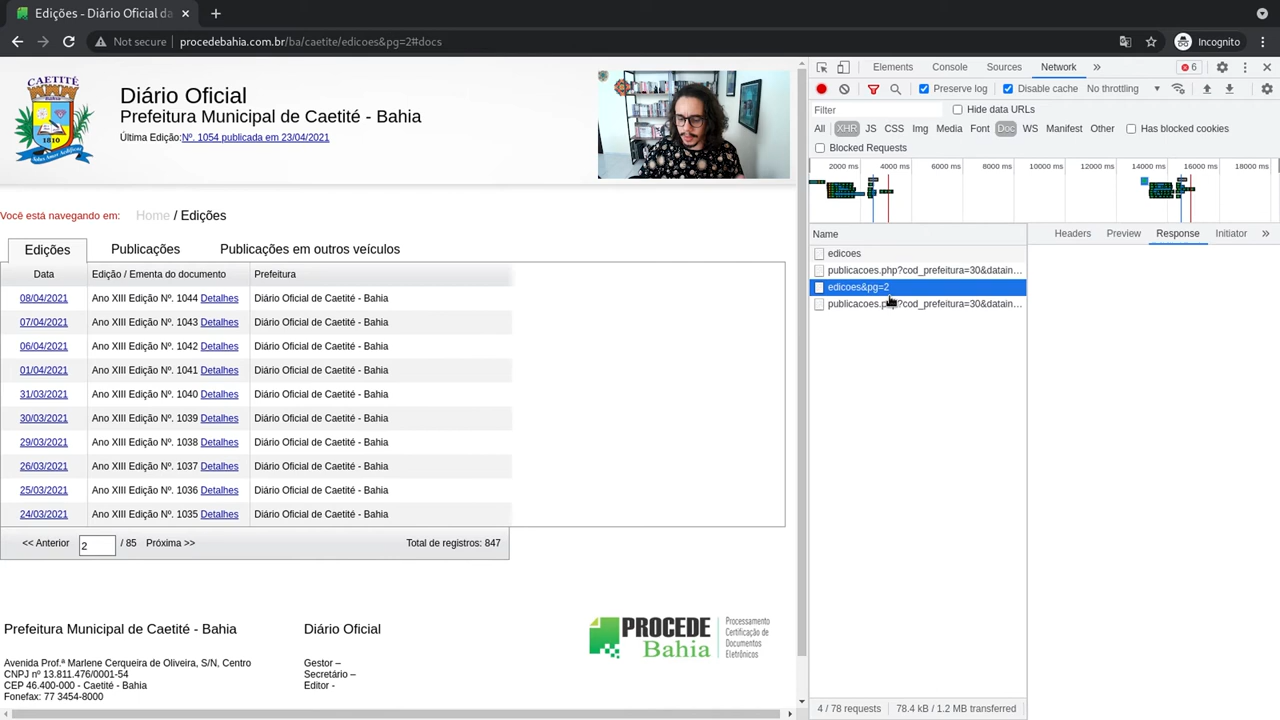 Edições - Diário Oficial da
Not secure procedebahia.com.br/ba/caetite/edicoes&pg=2#docs Incognito
CAETITÉ
1810
Diário Oficial
Prefeitura Municipal de Caetité - Bahia
Última Edição:Nº. 1054 publicada em 23/04/2021
Você está navegando em: Home / Edições
Edições Publicações Publicações em outros veículos
Data Edição / Ementa do documento Prefeitura
08/04/2021 Ano XIII Edição Nº. 1044 Detalhes Diário Oficial de Caetité - Bahia
07/04/2021 Ano XIII Edição Nº. 1043 Detalhes Diário Oficial de Caetité - Bahia
06/04/2021 Ano XIII Edição Nº. 1042 Detalhes Diário Oficial de Caetité - Bahia
01/04/2021 Ano XIII Edição Nº. 1041 Detalhes Diário Oficial de Caetité - Bahia
31/03/2021 Ano XIII Edição Nº. 1040 Detalhes Diário Oficial de Caetité - Bahia
30/03/2021 Ano XIII Edição Nº. 1039 Detalhes Diário Oficial de Caetité - Bahia
29/03/2021 Ano XIII Edição Nº. 1038 Detalhes Diário Oficial de Caetité - Bahia
26/03/2021 Ano XIII Edição Nº. 1037 Detalhes Diário Oficial de Caetité - Bahia
25/03/2021 Ano XIII Edição Nº. 1036 Detalhes Diário Oficial de Caetité - Bahia
24/03/2021 Ano XIII Edição Nº. 1035 Detalhes Diário Oficial de Caetité - Bahia
<< Anterior 2 / 85 Próxima >> Total de registros: 847
Prefeitura Municipal de Caetité - Bahia
Avenida Prof.ª Marlene Cerqueira de Oliveira, S/N, Centro
CNPJ nº 13.811.476/0001-54
CEP 46.400-000 - Caetité - Bahia
Fonefax: 77 3454-8000
Diário Oficial
Gestor –
Secretário –
Editor -
PROCEDE
Bahia
Processamento
Certificação de
Documentos
Eletrônicos
Elements Console Sources Network » 6
Preserve log Disable cache No throttling
Filter Hide data URLs
All XHR JS CSS Img Media Font Doc WS Manifest Other Has blocked cookies
Blocked Requests
2000 ms 4000 ms 6000 ms 8000 ms 10000 ms 12000 ms 14000 ms 16000 ms 18000 ms
Name Headers Preview Response Initiator »
edicoes
publicacoes.php?cod_prefeitura=30&datain...
edicoes&pg=2
publicacoes.p ?cod_prefeitura=30&datain...
4 / 78 requests 78.4 kB / 1.2 MB transferred